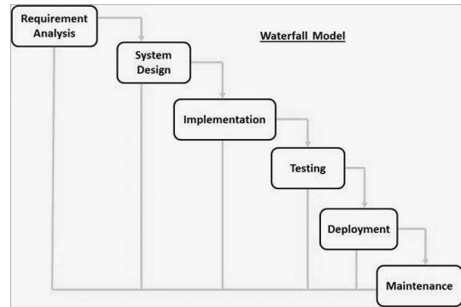 Requirement
Analysis
Waterfall Model
System
Design
Implementation
Testing
Deployment
Maintenance